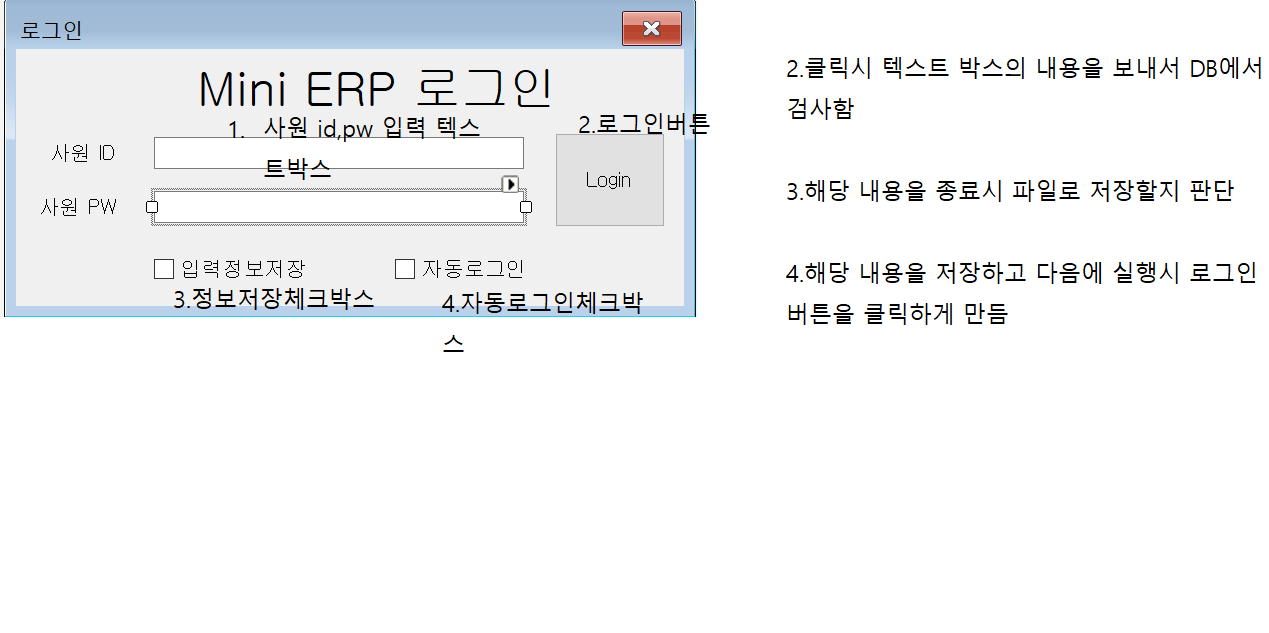 로그인
Mini ERP 로그인
1. 사원 id,pw 입력 텍스
트박스
2.로그인버튼
사원 ID
Login
사원 PW
입력정보저장
자동로그인
3.정보저장체크박스
4.자동로그인체크박
스
2.클릭시 텍스트 박스의 내용을 보내서 DB에서
검사함
3.해당 내용을 종료시 파일로 저장할지 판단
4.해당 내용을 저장하고 다음에 실행시 로그인
버튼을 클릭하게 만듬